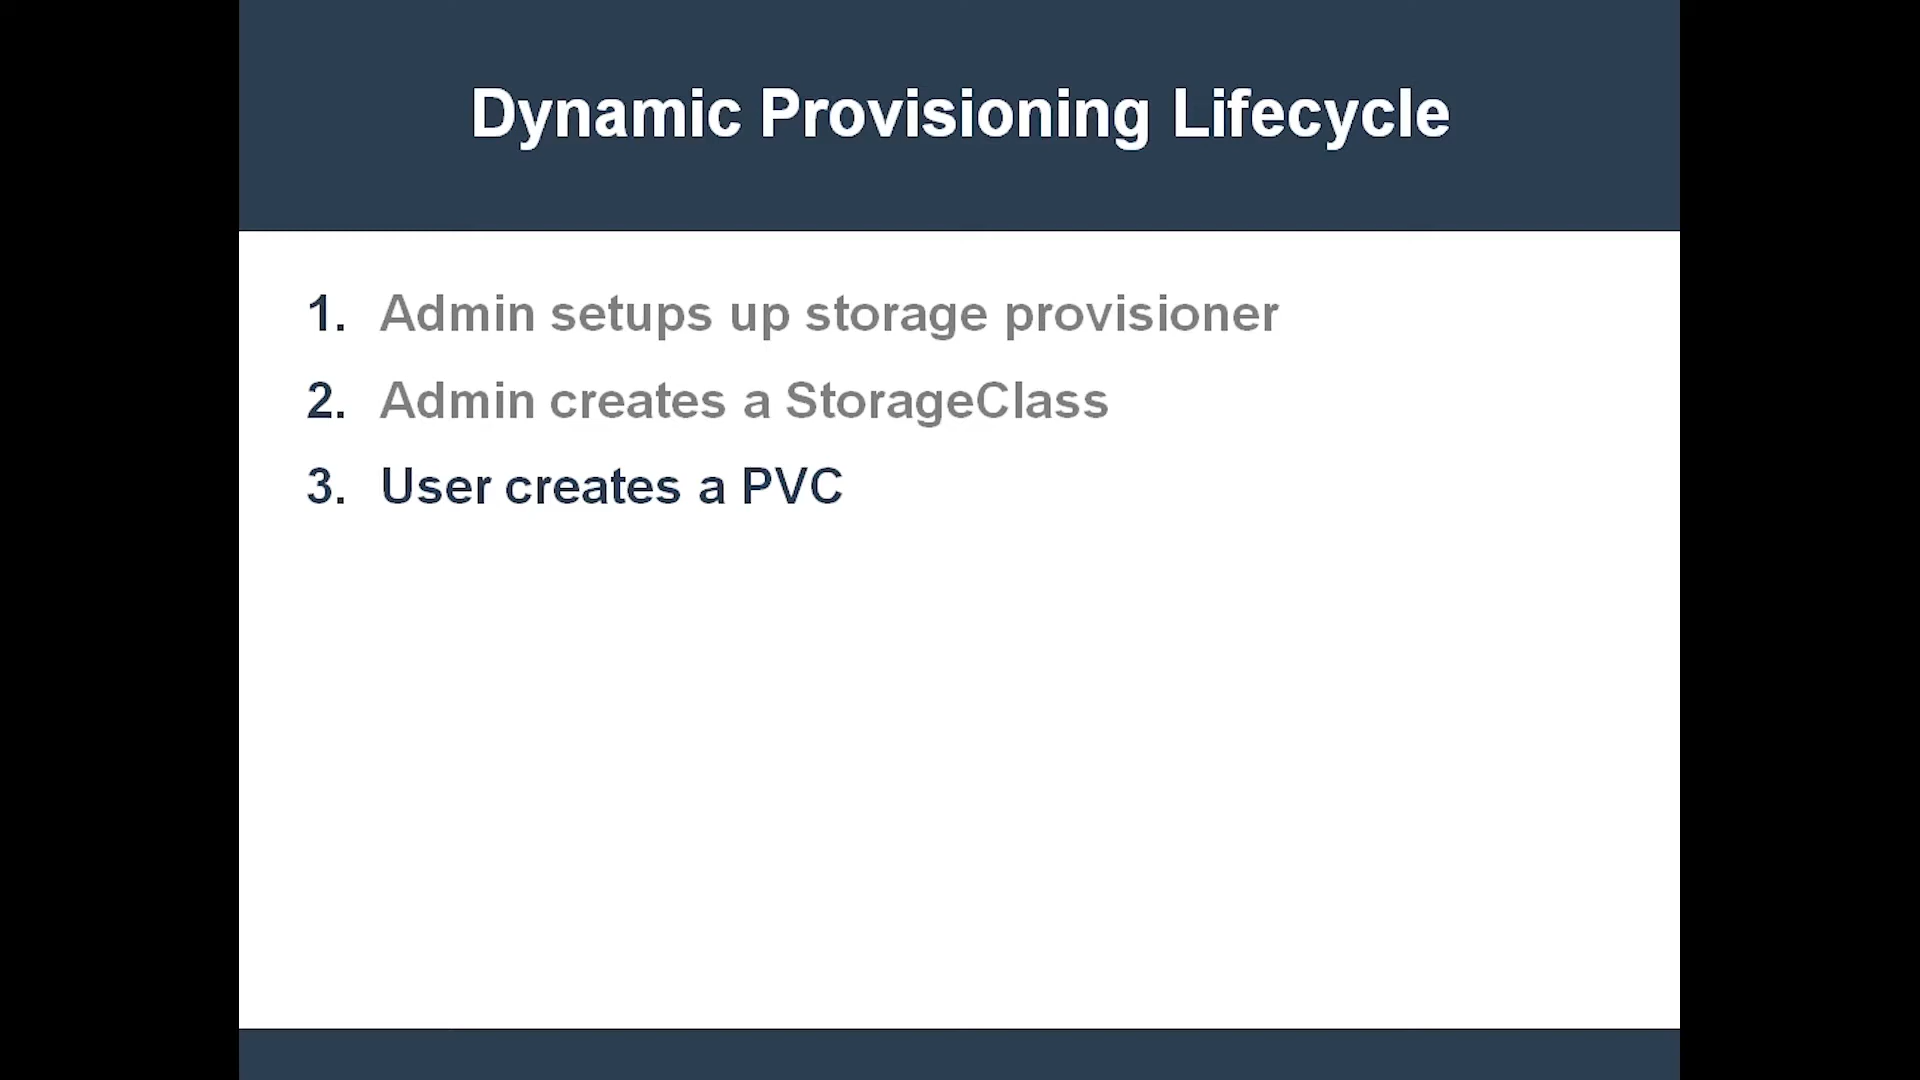 Dynamic Provisioning Lifecycle
1. Admin setups up storage provisioner
2. Admin creates a StorageClass
3. User creates a PVC